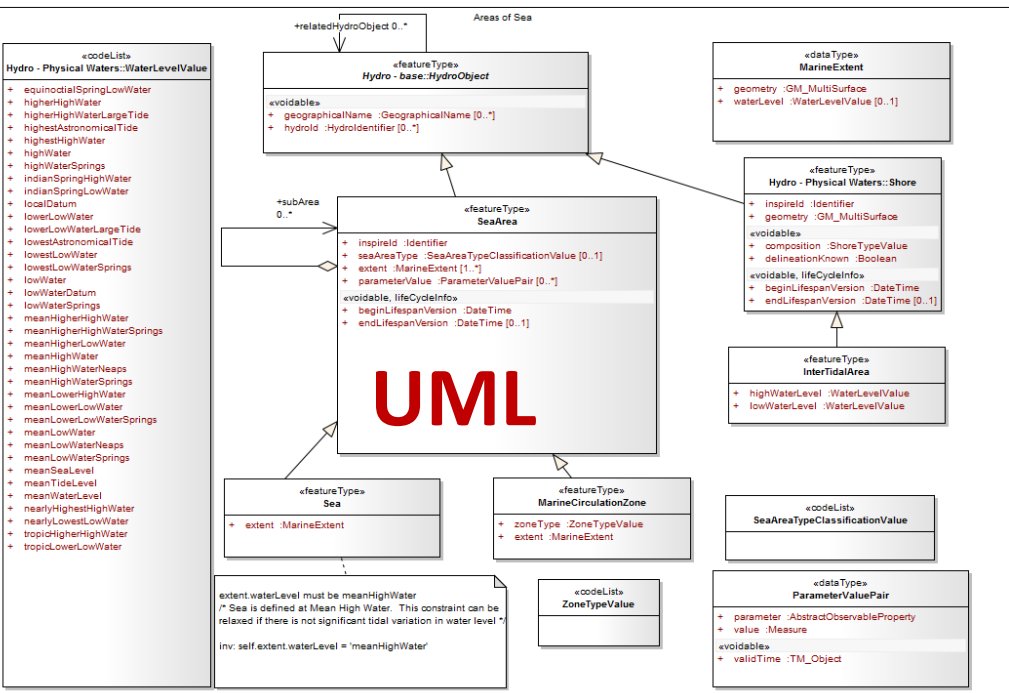 Areas of Sea
+relatedHydroObject 0..*
«codeList»
Hydro - Physical Waters::WaterLevelValue
+ equinoctialSpringLowWater
+ higherHighWater
+ higherHighWaterLargeTide
+ highestAstronomicalTide
+ highestHighWater
+ highWater
+ highWaterSprings
+ indianSpringHighWater
+ indianSpringLowWater
+ localDatum
+ lowerLowWater
+ lowerLowWaterLargeTide
+ lowestAstronomicalTide
+ lowestLowWater
+ lowestLowWaterSprings
+ lowWater
+ lowWaterDatum
+ lowWaterSprings
+ meanHigherHighWater
+ meanHigherHighWaterSprings
+ meanHigherLowWater
+ meanHighWater
+ meanHighWaterNeaps
+ meanHighWaterSprings
+ meanLowerHighWater
+ meanLowerLowWater
+ meanLowerLowWaterSprings
+ meanLowWater
+ meanLowWaterNeaps
+ meanLowWaterSprings
+ meanSeaLevel
+ meanTideLevel
+ meanWaterLevel
+ nearlyHighestHighWater
+ nearlyLowestLowWater
+ tropicHigherHighWater
+ tropicLowerLowWater
«featureType»
Hydro - base::HydroObject
«voidable»
+ geographicalName :GeographicalName [0..*]
+ hydroId :HydroIdentifier [0..*]
«dataType»
MarineExtent
+ geometry :GM_MultiSurface
+ waterLevel :WaterLevelValue [0..1]
«featureType»
Hydro - Physical Waters::Shore
+ inspireId :Identifier
+ geometry :GM_MultiSurface
«voidable»
+ composition :ShoreTypeValue
+ delineationKnown :Boolean
«voidable, lifeCycleInfo»
+ beginLifespanVersion :DateTime
+ endLifespanVersion :DateTime [0..1]
+subArea
0..*
«featureType»
SeaArea
+ inspireId :Identifier
+ seaAreaType :SeaAreaTypeClassificationValue [0..1]
+ extent :MarineExtent [1..*]
+ parameterValue :ParameterValuePair [0..*]
«voidable, lifeCycleInfo»
+ beginLifespanVersion :DateTime
+ endLifespanVersion :DateTime [0..1]
UML
«featureType»
InterTidalArea
+ highWaterLevel :WaterLevelValue
+ lowWaterLevel :WaterLevelValue
«featureType»
Sea
+ extent :MarineExtent
«featureType»
MarineCirculationZone
+ zoneType :ZoneTypeValue
+ extent :MarineExtent
«codeList»
SeaAreaTypeClassificationValue
extent.waterLevel must be meanHighWater
/* Sea is defined at Mean High Water. This constraint can be
relaxed if there is not significant tidal variation in water level */
inv: self.extent.waterLevel = 'meanHighWater'
«codeList»
ZoneTypeValue
«dataType»
ParameterValuePair
+ parameter :AbstractObservableProperty
+ value :Measure
«voidable»
+ validTime :TM_Object